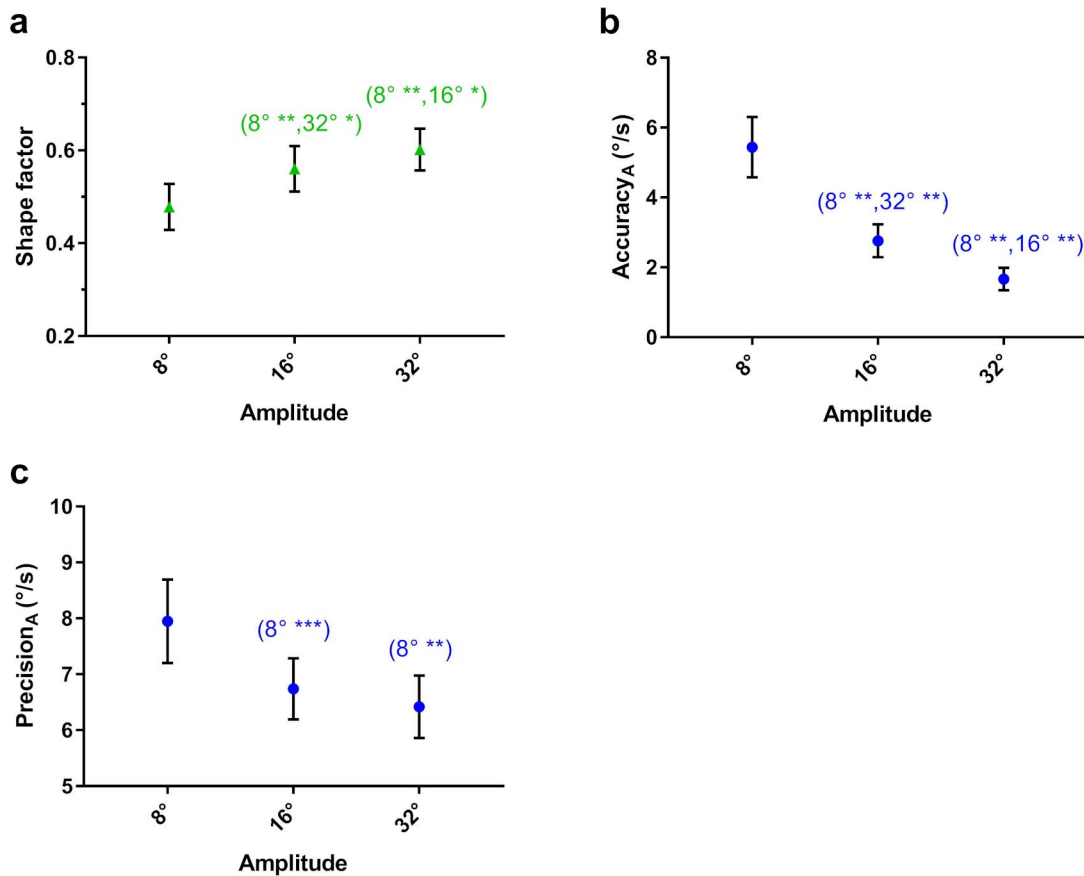 a
0.8
0.6
0.4
0.2
Shape factor
(8° **,32° *)
(8° **,16° *)
8°
16°
32°
Amplitude
b
8
6
4
2
0
Accuracy_A (°/s)
(8° **,32° **)
(8° **,16° **)
8°
16°
32°
Amplitude
c
10
9
8
7
6
5
Precision_A (°/s)
(8° ***)
(8° **)
8°
16°
32°
Amplitude